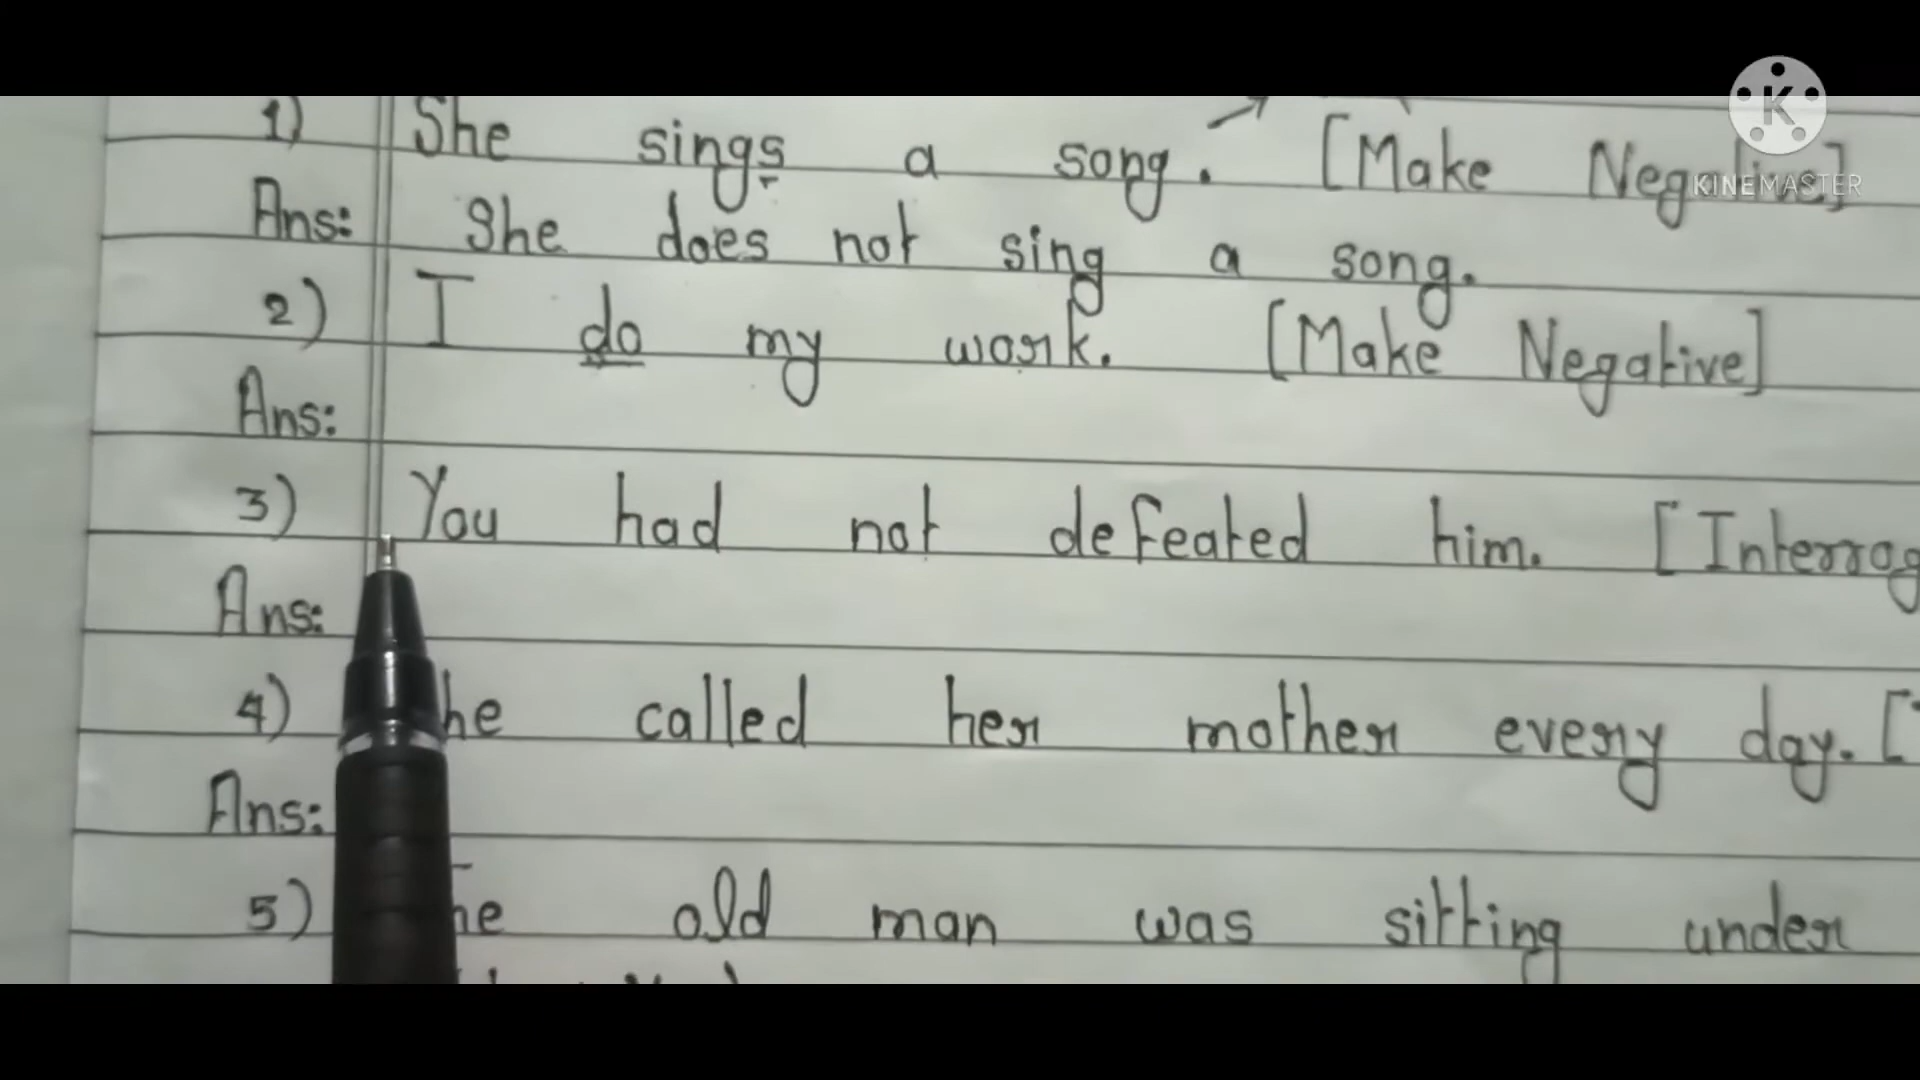 1) She sings a song. [Make Negative]
K
KINEMASTER
Ans: She does not sing a song.
2) I do my work. [Make Negative]
Ans:
3) You had not defeated him. [Interrog
Ans:
4) he called her mother every day. [
Ans:
5) he old man was sitting under